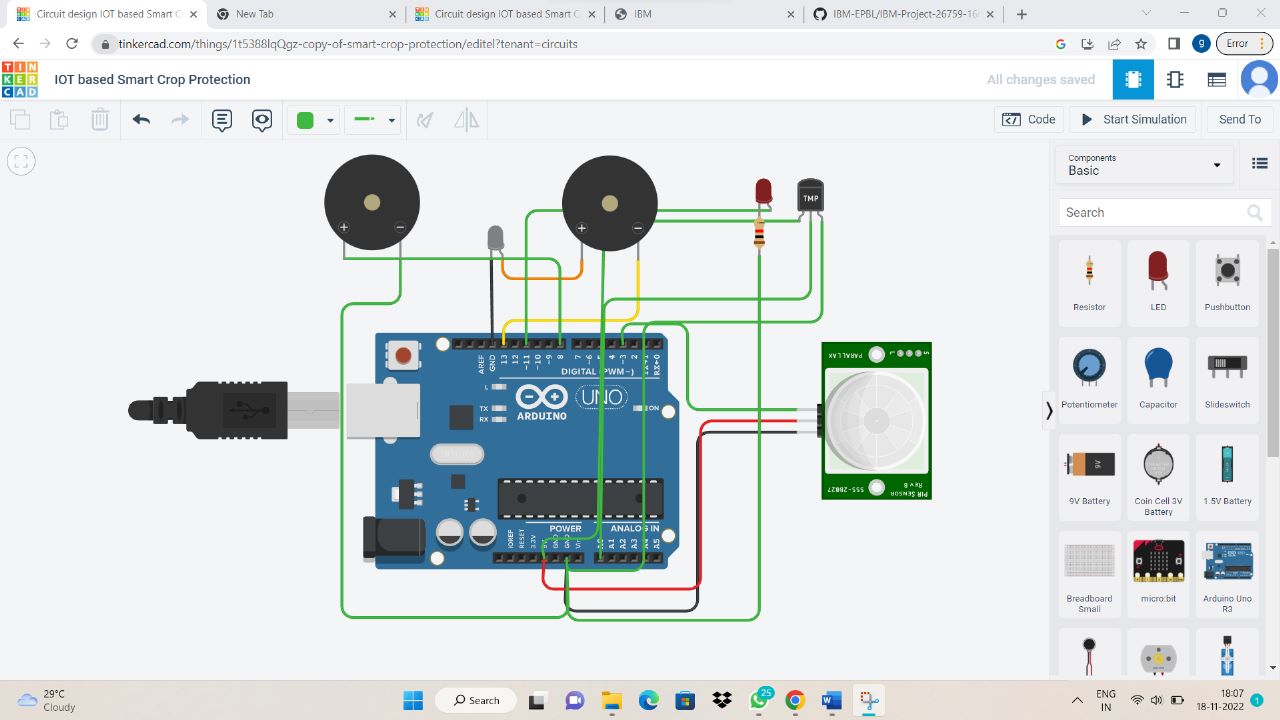 Circuit design IOT based Smart C
New Tab
Circuit design IOT based Smart C
IBM
IBM-EPBL/IBM-Project-26759-16
tinkercad.com/things/1t5388lqQgz-copy-of-smart-crop-protection/editel?tenant=circuits
g
Error
TIN
KER
CAD
IOT based Smart Crop Protection
All changes saved
Code
Start Simulation
Send To
Components
Basic
Search
Resistor
LED
Pushbutton
Potentiometer
Capacitor
Slideswitch
9V Battery
Coin Cell 3V
Battery
1.5V Battery
Breadboard
Small
micro:bit
Arduino Uno
R3
TMP
AREF
GND
13
12
~11
~10
~9
8
7
~6
4
~3
2
RX←0
DIGITAL (PWM~)
L
TX
RX
ARDUINO
UNO
ON
POWER
ANALOG IN
IOREF
RESET
3.3V
GND
Vin
A1
A2
A3
A5
PARALLAX
555-28027
Rev B
PIR SENSOR
29°C
Cloudy
Search
25
ENG
IN
18:07
18-11-2022
1